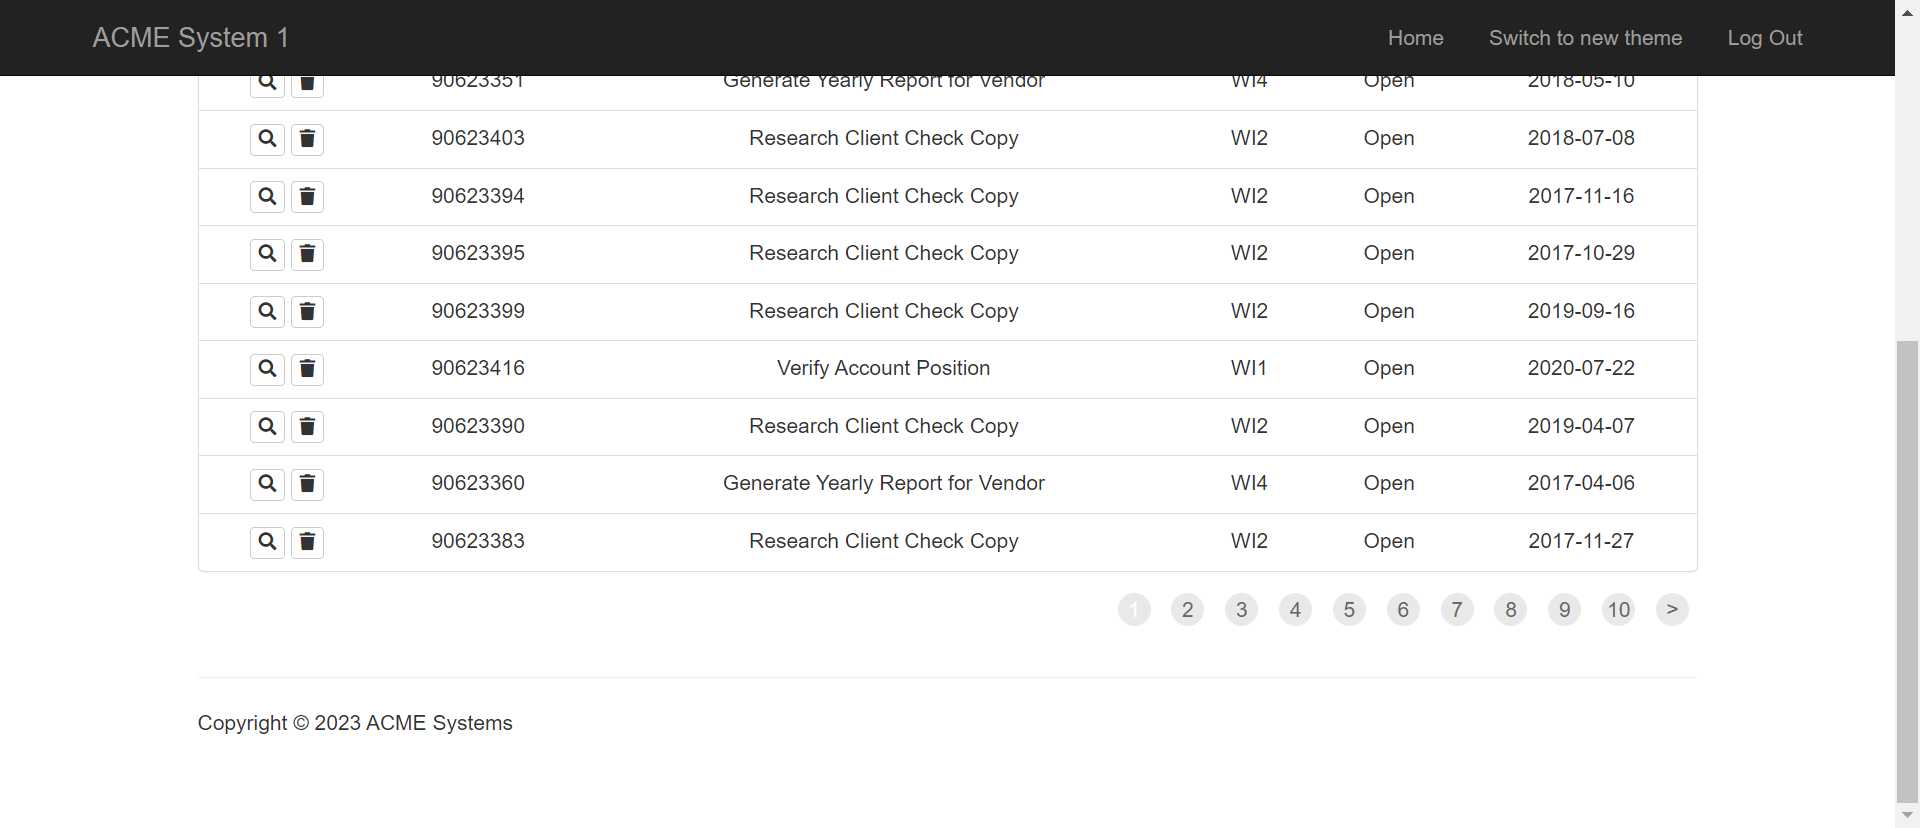 ACME System 1 Home Switch to new theme Log Out
90623351 Generate Yearly Report for Vendor WI4 Open 2018-05-10
90623403 Research Client Check Copy WI2 Open 2018-07-08
90623394 Research Client Check Copy WI2 Open 2017-11-16
90623395 Research Client Check Copy WI2 Open 2017-10-29
90623399 Research Client Check Copy WI2 Open 2019-09-16
90623416 Verify Account Position WI1 Open 2020-07-22
90623390 Research Client Check Copy WI2 Open 2019-04-07
90623360 Generate Yearly Report for Vendor WI4 Open 2017-04-06
90623383 Research Client Check Copy WI2 Open 2017-11-27
1 2 3 4 5 6 7 8 9 10 >
Copyright © 2023 ACME Systems